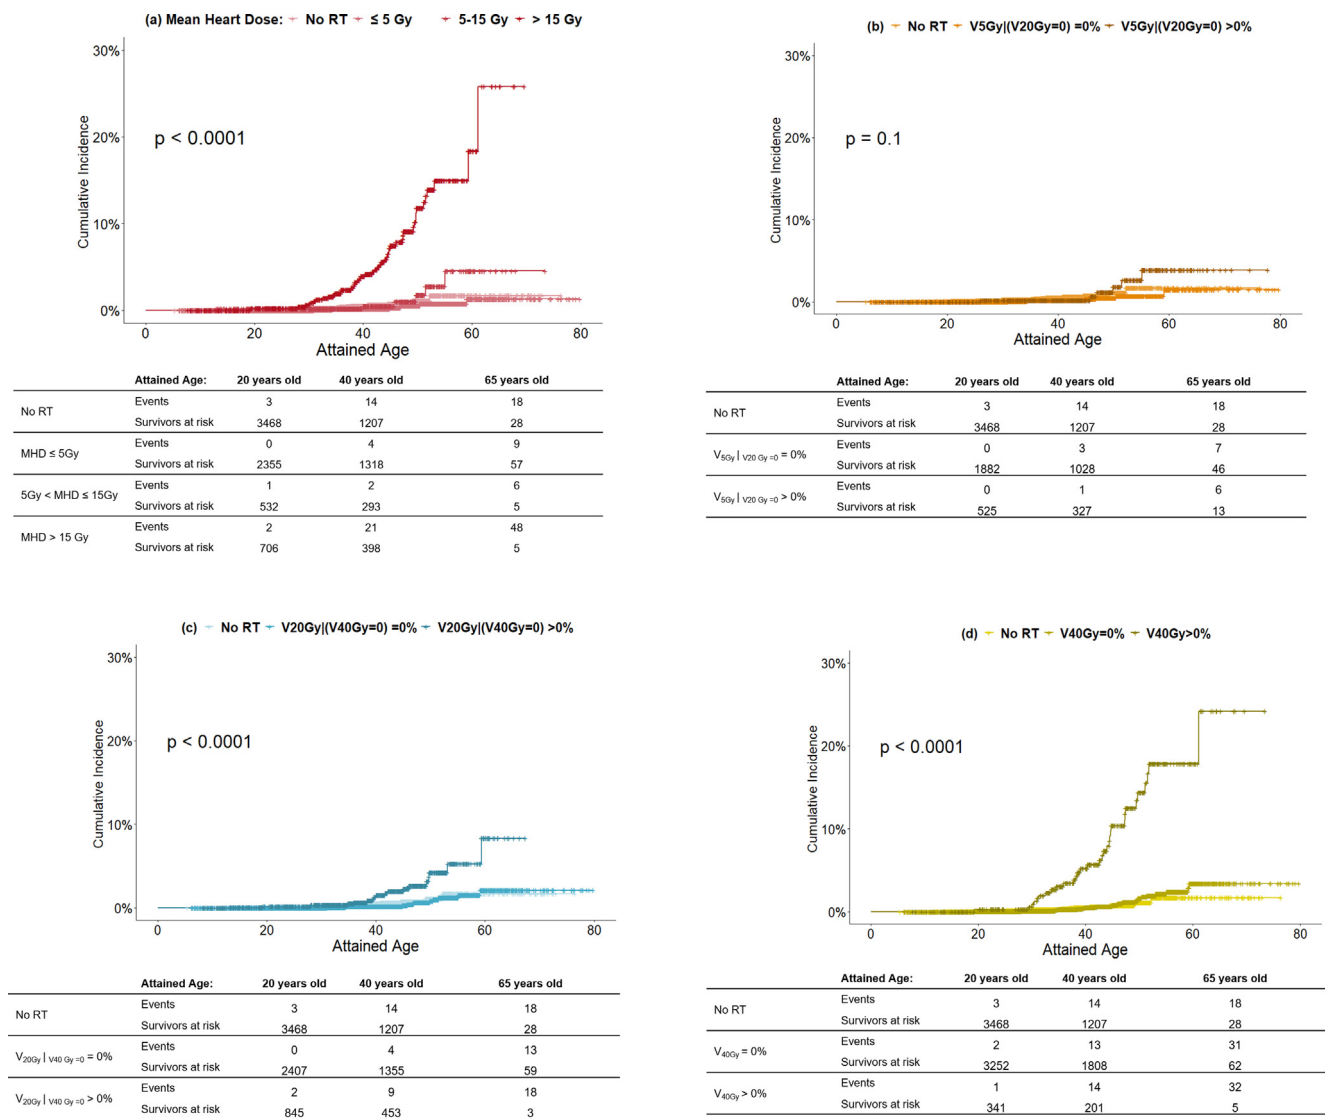 (a) Mean Heart Dose: No RT ≤ 5 Gy 5-15 Gy > 15 Gy
30%
20%
10%
0%
Cumulative Incidence
p < 0.0001
0 20 40 60 80
Attained Age
Attained Age: 20 years old 40 years old 65 years old
No RT
Events 3 14 18
Survivors at risk 3468 1207 28
MHD ≤ 5Gy
Events 0 4 9
Survivors at risk 2355 1318 57
5Gy < MHD ≤ 15Gy
Events 1 2 6
Survivors at risk 532 293 5
MHD > 15 Gy
Events 2 21 48
Survivors at risk 706 398 5
(b) No RT V5Gy|(V20Gy=0) =0% V5Gy|(V20Gy=0) >0%
30%
20%
10%
0%
Cumulative Incidence
p = 0.1
0 20 40 60 80
Attained Age
Attained Age: 20 years old 40 years old 65 years old
No RT
Events 3 14 18
Survivors at risk 3468 1207 28
V5Gy | V20 Gy =0 = 0%
Events 0 3 7
Survivors at risk 1882 1028 46
V5Gy | V20 Gy =0 > 0%
Events 0 1 6
Survivors at risk 525 327 13
(c) No RT V20Gy|(V40Gy=0) =0% V20Gy|(V40Gy=0) >0%
30%
20%
10%
0%
Cumulative Incidence
p < 0.0001
0 20 40 60 80
Attained Age
Attained Age: 20 years old 40 years old 65 years old
No RT
Events 3 14 18
Survivors at risk 3468 1207 28
V20Gy | V40 Gy =0 = 0%
Events 0 4 13
Survivors at risk 2407 1355 59
V20Gy | V40 Gy =0 > 0%
Events 2 9 18
Survivors at risk 845 453 3
(d) No RT V40Gy=0% V40Gy>0%
30%
20%
10%
0%
Cumulative Incidence
p < 0.0001
0 20 40 60 80
Attained Age
Attained Age: 20 years old 40 years old 65 years old
No RT
Events 3 14 18
Survivors at risk 3468 1207 28
V40Gy = 0%
Events 2 13 31
Survivors at risk 3252 1808 62
V40Gy > 0%
Events 1 14 32
Survivors at risk 341 201 5